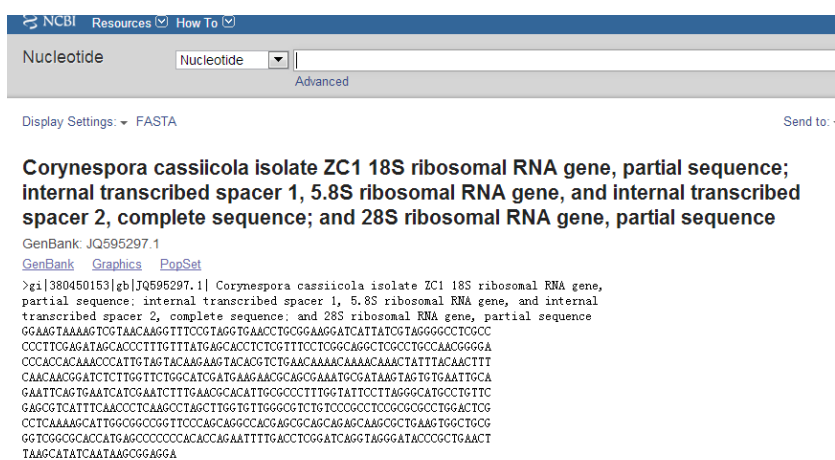 NCBI Resources How To
Nucleotide
Nucleotide
Advanced
Display Settings: FASTA
Send to:
Corynespora cassiicola isolate ZC1 18S ribosomal RNA gene, partial sequence;
internal transcribed spacer 1, 5.8S ribosomal RNA gene, and internal transcribed
spacer 2, complete sequence; and 28S ribosomal RNA gene, partial sequence
GenBank: JQ595297.1
GenBank Graphics PopSet
>gi|380450153|gb|JQ595297.1| Corynespora cassiicola isolate ZC1 18S ribosomal RNA gene,
partial sequence; internal transcribed spacer 1, 5.8S ribosomal RNA gene, and internal
transcribed spacer 2, complete sequence; and 28S ribosomal RNA gene, partial sequence
GGAAGTAAAAGTCGTAACAAGGTTTCCGTAGGTGAACCTGCGGAAGGATCATTATCGTAGGGGCCTCGCC
CCCTTCGAGATAGCACCCTTTGTTTATGAGCACCTCTCGTTTCCTCGGCAGGCTCGCCTGCCAACGGGGA
CCCACCACAAACCCATTGTAGTACAAGAAGTACACGTCTGAACAAAACAAAACAAACTATTTACAACTTT
CAACAACGGATCTCTTGGTTCTGGCATCGATGAAGAACGCAGCGAAATGCGATAAGTAGTGTGAATTGCA
GAATTCAGTGAATCATCGAATCTTTGAACGCACATTGCGCCCTTTGGTATTCCTTAGGGCATGCCTGTTC
GAGCGTCATTTCAACCCTCAAGCCTAGCTTGGTGTTGGGCGTCTGTCCCGCCTCCGCGCGCCTGGACTCG
CCTCAAAAGCATTGGCGGCCGGTTCCCAGCAGGCCACGAGCGCAGCAGAGCAAGCGCTGAAGTGGCTGCG
GGTCGGCGCACCATGAGCCCCCCCACACCAGAATTTTGACCTCGGATCAGGTAGGGATACCCGCTGAACT
TAAGCATATCAATAAGCGGAGGA